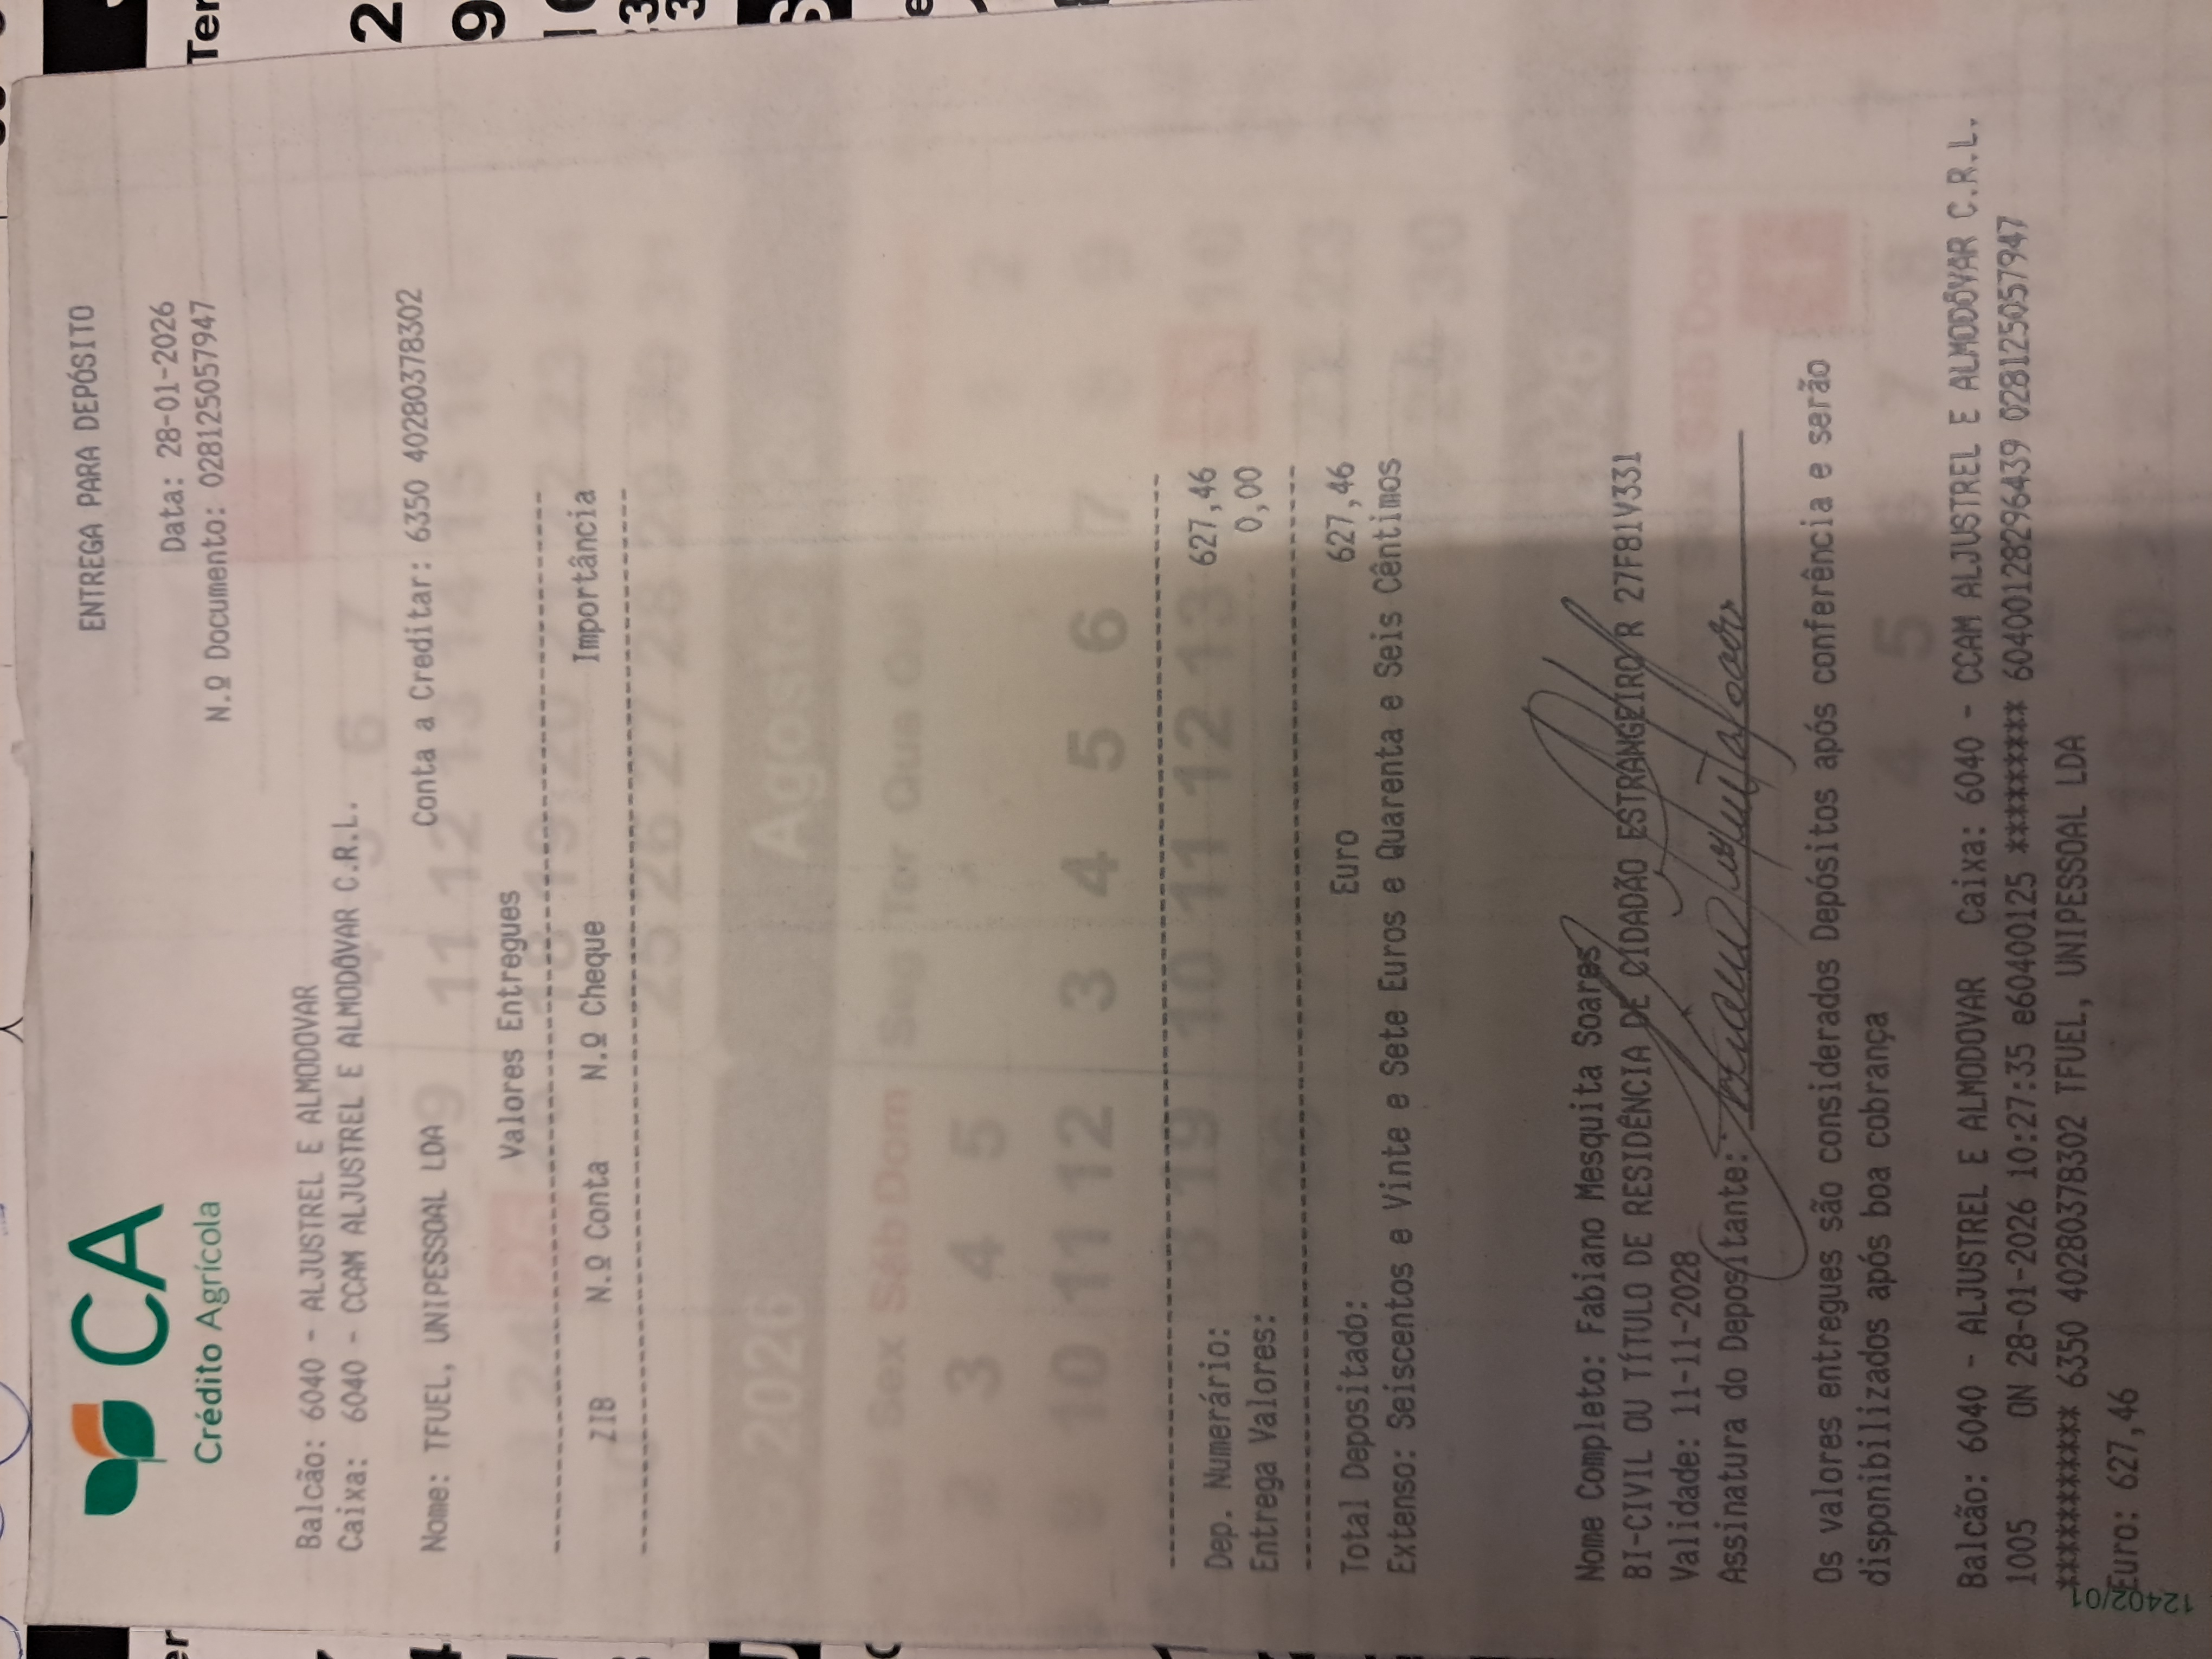 CA
Crédito Agrícola
ENTREGA PARA DEPÓSITO
Data: 28-01-2026
N.º Documento: 028125057947
Balcão: 6040 - ALJUSTREL E ALMODOVAR
Caixa: 6040 - CCAM ALJUSTREL E ALMODÔVAR C.R.L.
Nome: TFUEL, UNIPESSOAL LDA Conta a Creditar: 6350 40280378302
Valores Entregues
ZIB N.º Conta N.º Cheque Importância
Dep. Numerário: 627,46
Entrega Valores: 0,00
Total Depositado: Euro 627,46
Extenso: Seiscentos e Vinte e Sete Euros e Quarenta e Seis Cêntimos
Nome Completo: Fabiano Mesquita Soares
BI-CIVIL OU TÍTULO DE RESIDÊNCIA DE CIDADÃO ESTRANGEIRO R 27F81V331
Validade: 11-11-2028
Assinatura do Depositante:
Os valores entregues são considerados Depósitos após conferência e serão
disponibilizados após boa cobrança
Balcão: 6040 - ALJUSTREL E ALMODOVAR Caixa: 6040 - CCAM ALJUSTREL E ALMODÔVAR C.R.L.
1005 ON 28-01-2026 10:27:35 e6040125 ******** 604001282964​39 028125057947
********* 6350 40280378302 TFUEL, UNIPESSOAL LDA
Euro: 627,46
12402/01